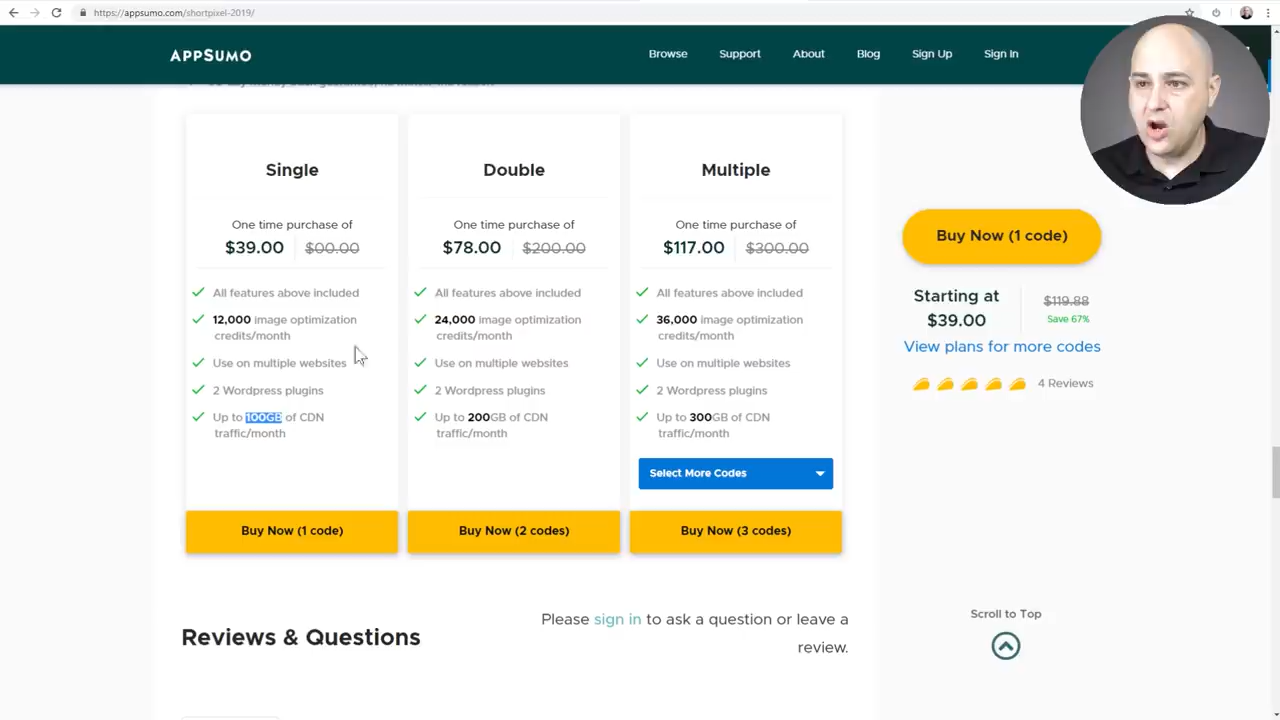 https://appsumo.com/shortpixel-2019/
APPSUMO
Browse
Support
About
Blog
Sign Up
Sign In
Single
One time purchase of
$39.00 $00.00
All features above included
12,000 image optimization
credits/month
Use on multiple websites
2 Wordpress plugins
Up to 100GB of CDN
traffic/month
Buy Now (1 code)
Double
One time purchase of
$78.00 $200.00
All features above included
24,000 image optimization
credits/month
Use on multiple websites
2 Wordpress plugins
Up to 200GB of CDN
traffic/month
Buy Now (2 codes)
Multiple
One time purchase of
$117.00 $300.00
All features above included
36,000 image optimization
credits/month
Use on multiple websites
2 Wordpress plugins
Up to 300GB of CDN
traffic/month
Select More Codes
Buy Now (3 codes)
Buy Now (1 code)
Starting at
$39.00
$119.88
Save 67%
View plans for more codes
4 Reviews
Scroll to Top
Reviews & Questions
Please sign in to ask a question or leave a
review.